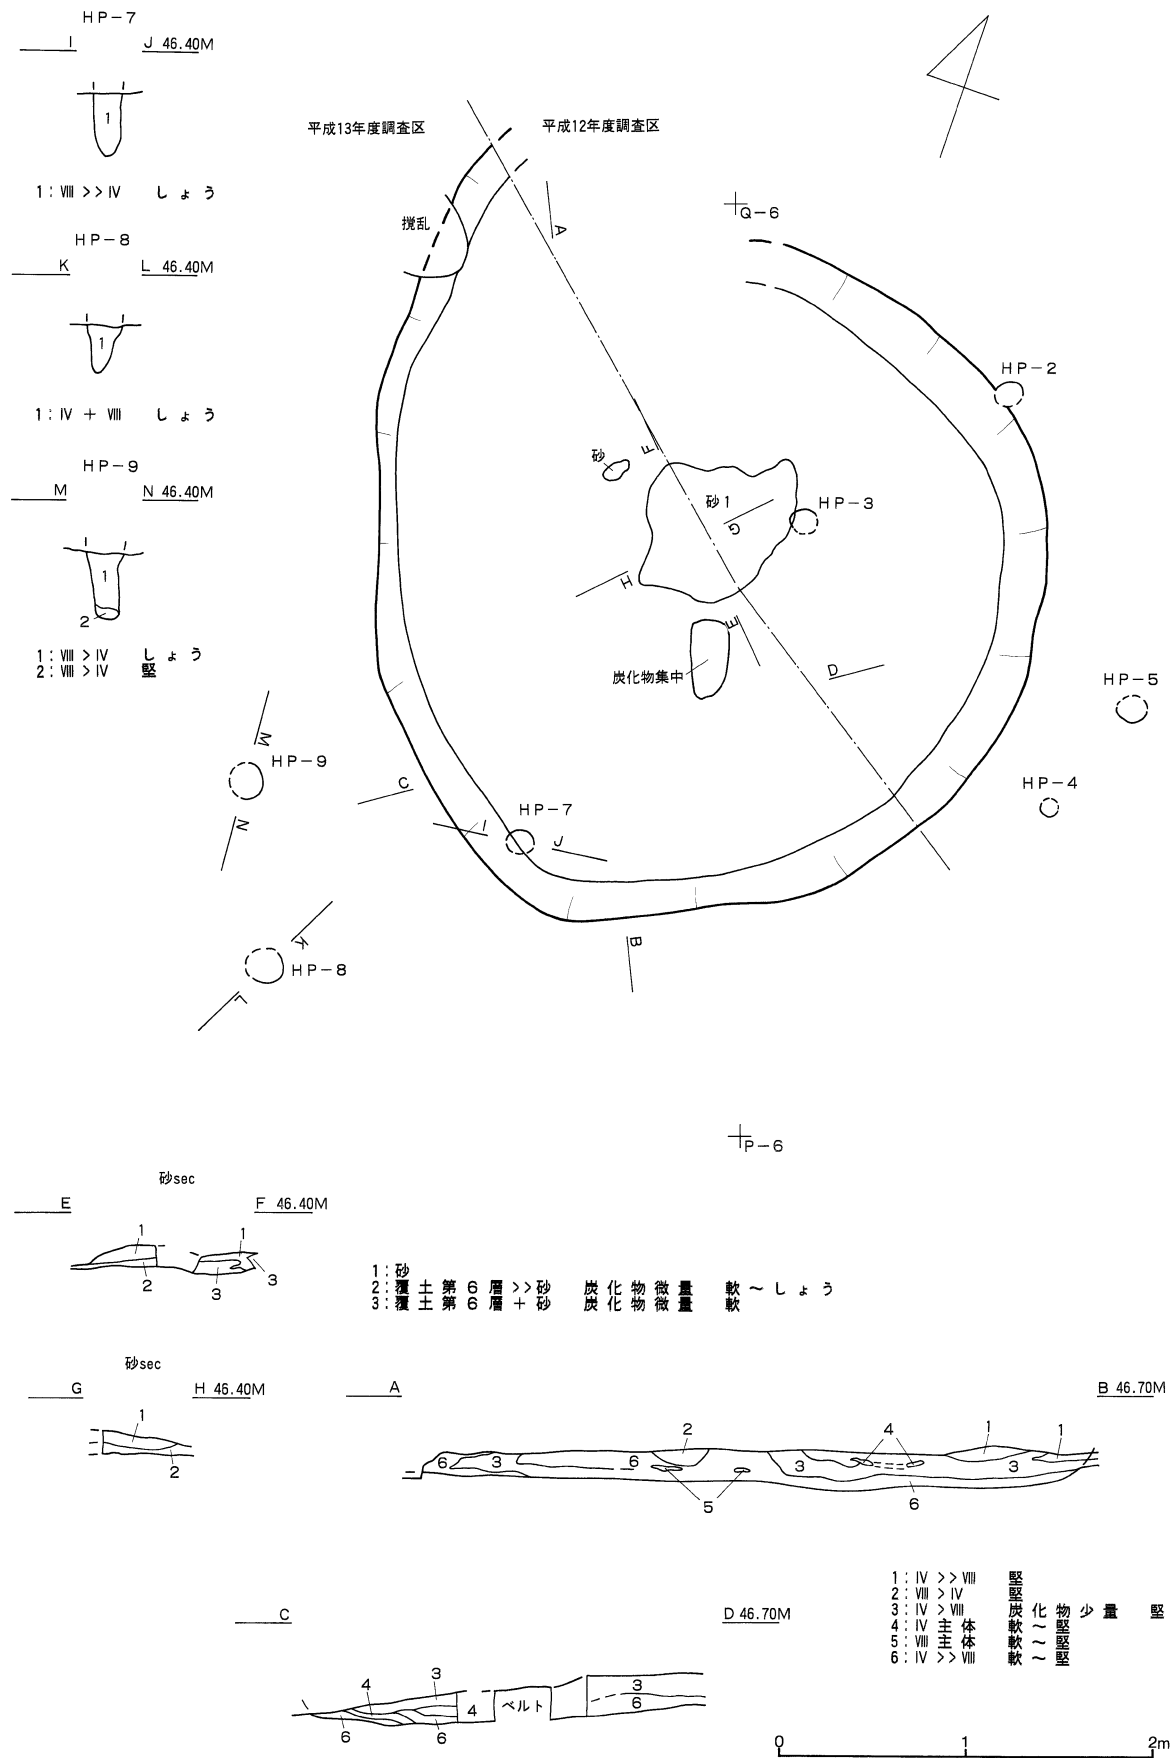 HP-7
I J 46.40M
1
1:Ⅷ>>Ⅳ しょう
HP-8
K L 46.40M
1
1:Ⅳ + Ⅷ しょう
HP-9
M N 46.40M
1
2
1:Ⅷ>Ⅳ しょう
2:Ⅷ>Ⅳ 堅
平成13年度調査区 平成12年度調査区
撹乱
A
Q-6
HP-2
F
砂
砂1
G
HP-3
H
E
炭化物集中
D
HP-5
HP-4
M
HP-9
N
C
HP-7
I
J
K
HP-8
L
B
P-6
砂sec
E F 46.40M
1 1
2 3 3
1:砂
2:覆土第6層>>砂 炭化物微量 軟~しょう
3:覆土第6層+砂 炭化物微量 軟
砂sec
G H 46.40M
1
2
A B 46.70M
2 4 1 1
6 3 6 3 3
5 6
1:Ⅳ>>Ⅷ 堅
2:Ⅷ>Ⅳ 堅
3:Ⅳ>Ⅷ 炭化物少量 堅
4:Ⅳ主体 軟~堅
5:Ⅷ主体 軟~堅
6:Ⅳ>>Ⅷ 軟~堅
C D 46.70M
4 3 3
4 ベルト 6
6 6
0 1 2m